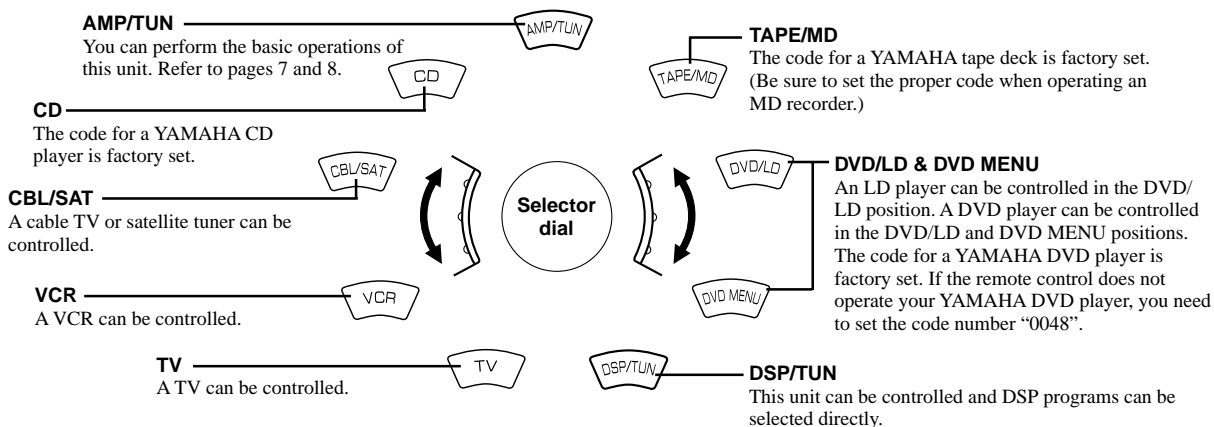 AMP/TUN
You can perform the basic operations of
this unit. Refer to pages 7 and 8.
CD
The code for a YAMAHA CD
player is factory set.
CBL/SAT
A cable TV or satellite tuner can be
controlled.
VCR
A VCR can be controlled.
TV
A TV can be controlled.
AMP/TUN
CD
CBL/SAT
VCR
TV
Selector
dial
TAPE/MD
DVD/LD
DVD MENU
DSP/TUN
TAPE/MD
The code for a YAMAHA tape deck is factory set.
(Be sure to set the proper code when operating an
MD recorder.)
DVD/LD & DVD MENU
An LD player can be controlled in the DVD/
LD position. A DVD player can be controlled
in the DVD/LD and DVD MENU positions.
The code for a YAMAHA DVD player is
factory set. If the remote control does not
operate your YAMAHA DVD player, you need
to set the code number “0048”.
DSP/TUN
This unit can be controlled and DSP programs can be
selected directly.